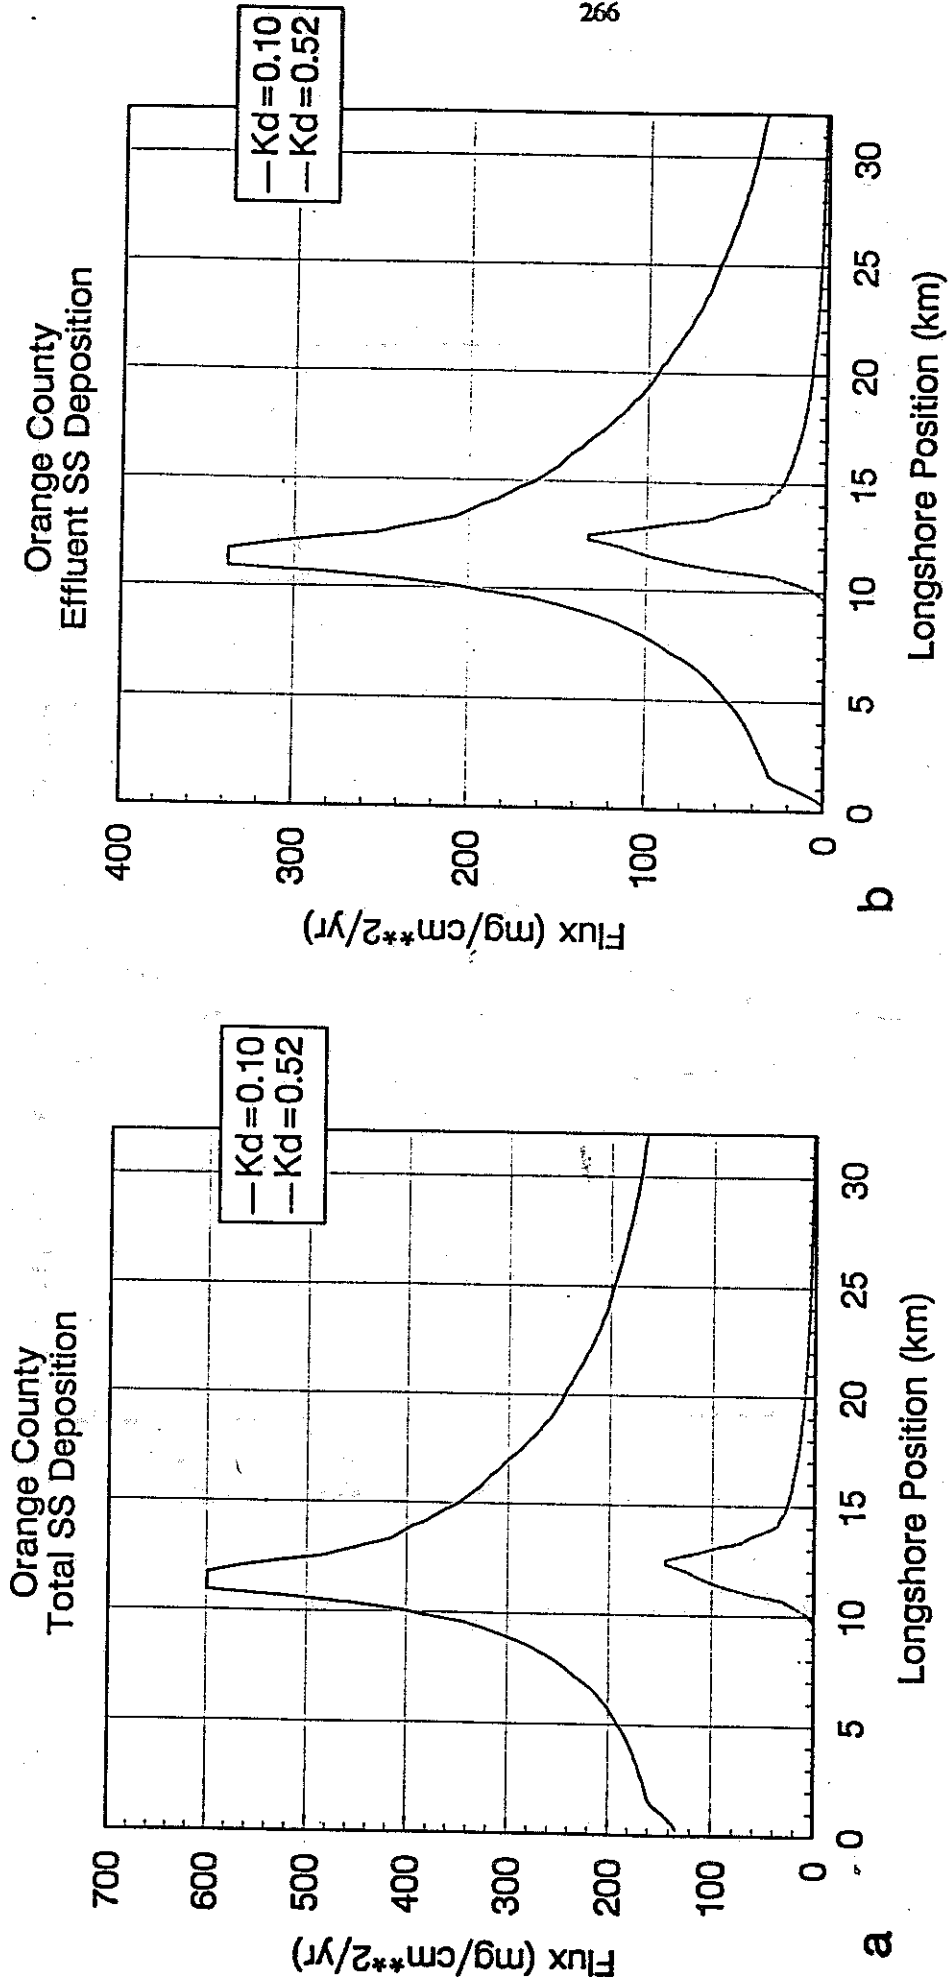 266
Orange County
Total SS Deposition
Kd=0.10
Kd=0.52
Flux (mg/cm**2/yr)
700
600
500
400
300
200
100
0
0
5
10
15
20
25
30
Longshore Position (km)
a
Orange County
Effluent SS Deposition
Kd=0.10
Kd=0.52
Flux (mg/cm**2/yr)
400
300
200
100
0
0
5
10
15
20
25
30
Longshore Position (km)
b